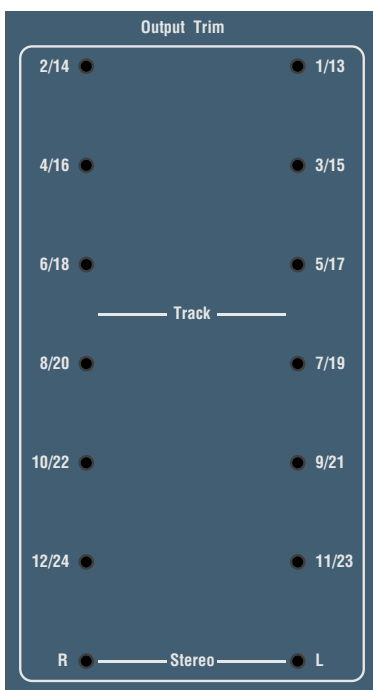 Output Trim
2/14 1/13
4/16 3/15
6/18 5/17
Track
8/20 7/19
10/22 9/21
12/24 11/23
R Stereo L